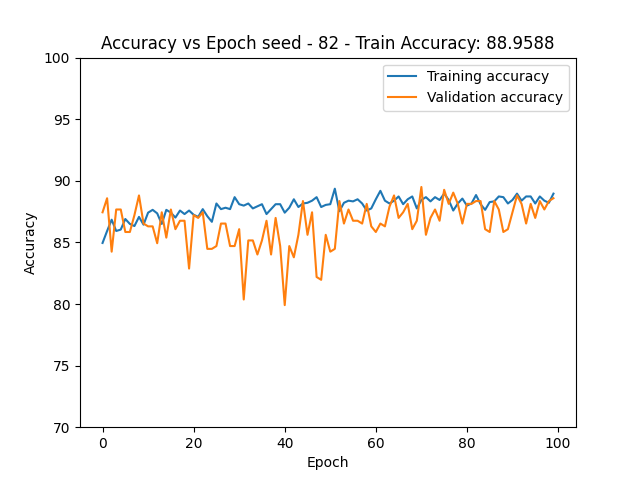 Accuracy vs Epoch seed - 82 - Train Accuracy: 88.9588
Training accuracy
Validation accuracy
100
95
90
85
80
75
70
Accuracy
0 20 40 60 80 100
Epoch